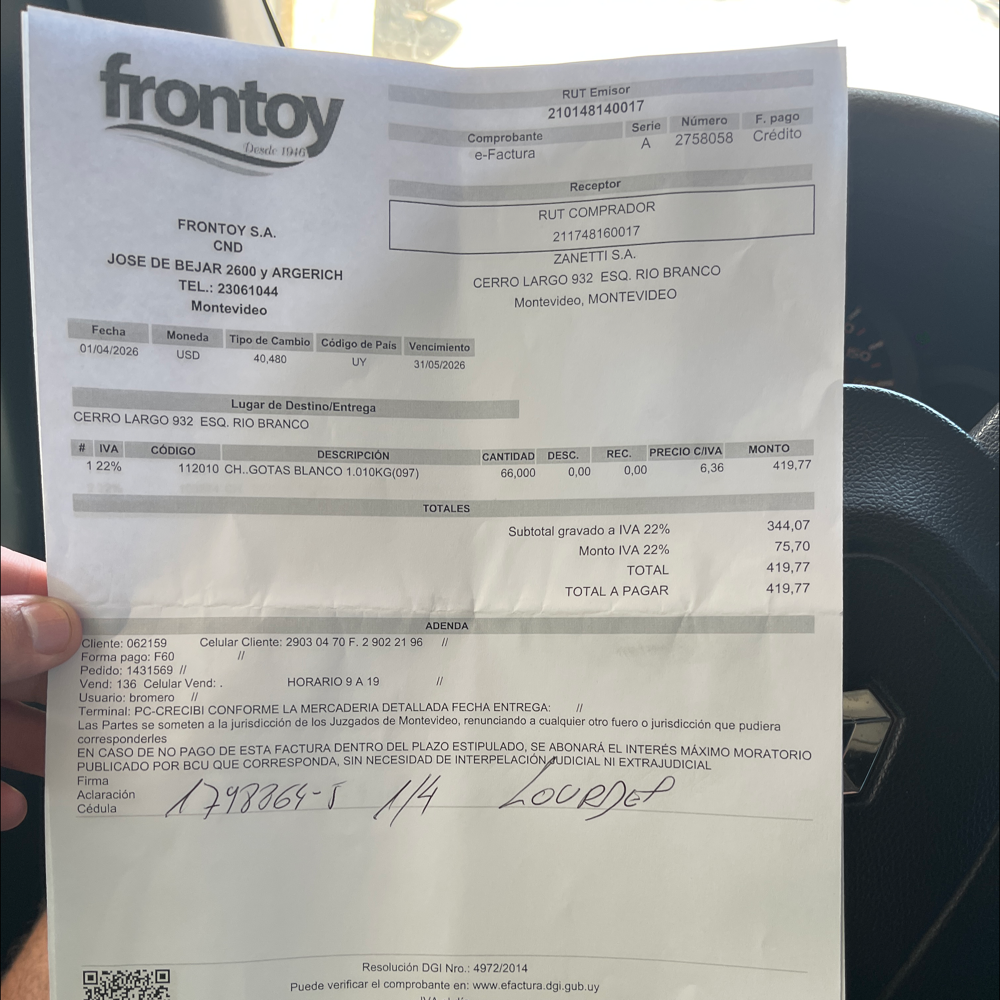 frontoy
Desde 1946
RUT Emisor
210148140017
Comprobante Serie Número F. pago
e-Factura A 2758058 Crédito
Receptor
RUT COMPRADOR
211748160017
ZANETTI S.A.
CERRO LARGO 932 ESQ. RIO BRANCO
Montevideo, MONTEVIDEO
FRONTOY S.A.
CND
JOSE DE BEJAR 2600 y ARGERICH
TEL.: 23061044
Montevideo
Fecha Moneda Tipo de Cambio Código de País Vencimiento
01/04/2026 USD 40,480 UY 31/05/2026
Lugar de Destino/Entrega
CERRO LARGO 932 ESQ. RIO BRANCO
# IVA CÓDIGO DESCRIPCIÓN CANTIDAD DESC. REC. PRECIO C/IVA MONTO
1 22% 112010 CH..GOTAS BLANCO 1.010KG(097) 66,000 0,00 0,00 6,36 419,77
TOTALES
Subtotal gravado a IVA 22% 344,07
Monto IVA 22% 75,70
TOTAL 419,77
TOTAL A PAGAR 419,77
ADENDA
Cliente: 062159 Celular Cliente: 2903 04 70 F. 2 902 21 96 //
Forma pago: F60 //
Pedido: 1431569 //
Vend: 136 Celular Vend: . HORARIO 9 A 19 //
Usuario: bromero //
Terminal: PC-CRECIBI CONFORME LA MERCADERIA DETALLADA FECHA ENTREGA: //
Las Partes se someten a la jurisdicción de los Juzgados de Montevideo, renunciando a cualquier otro fuero o jurisdicción que pudiera
corresponderles
EN CASO DE NO PAGO DE ESTA FACTURA DENTRO DEL PLAZO ESTIPULADO, SE ABONARÁ EL INTERÉS MÁXIMO MORATORIO
PUBLICADO POR BCU QUE CORRESPONDA, SIN NECESIDAD DE INTERPELACIÓN JUDICIAL NI EXTRAJUDICIAL
Firma
Aclaración
Cédula
1798864-5 1/4 LOURDES
Resolución DGI Nro.: 4972/2014
Puede verificar el comprobante en: www.efactura.dgi.gub.uy